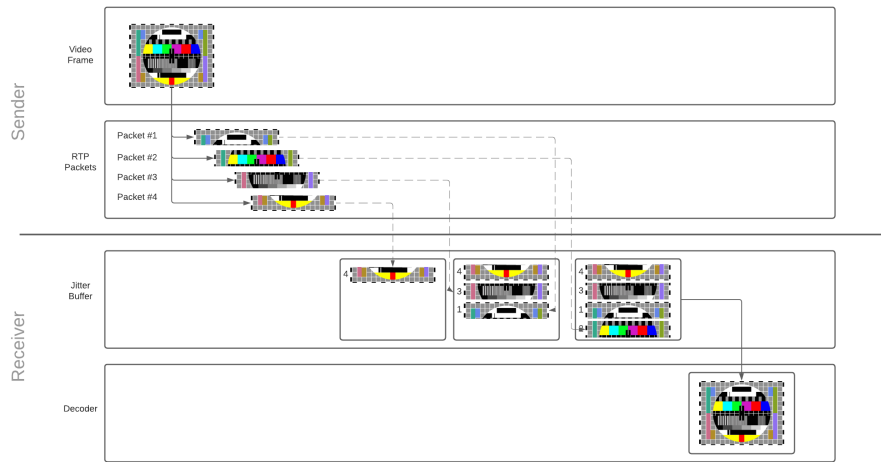 Sender
Video
Frame
RTP
Packets
Packet #1
Packet #2
Packet #3
Packet #4
Receiver
Jitter
Buffer
4
4
3
1
4
3
1
2
Decoder